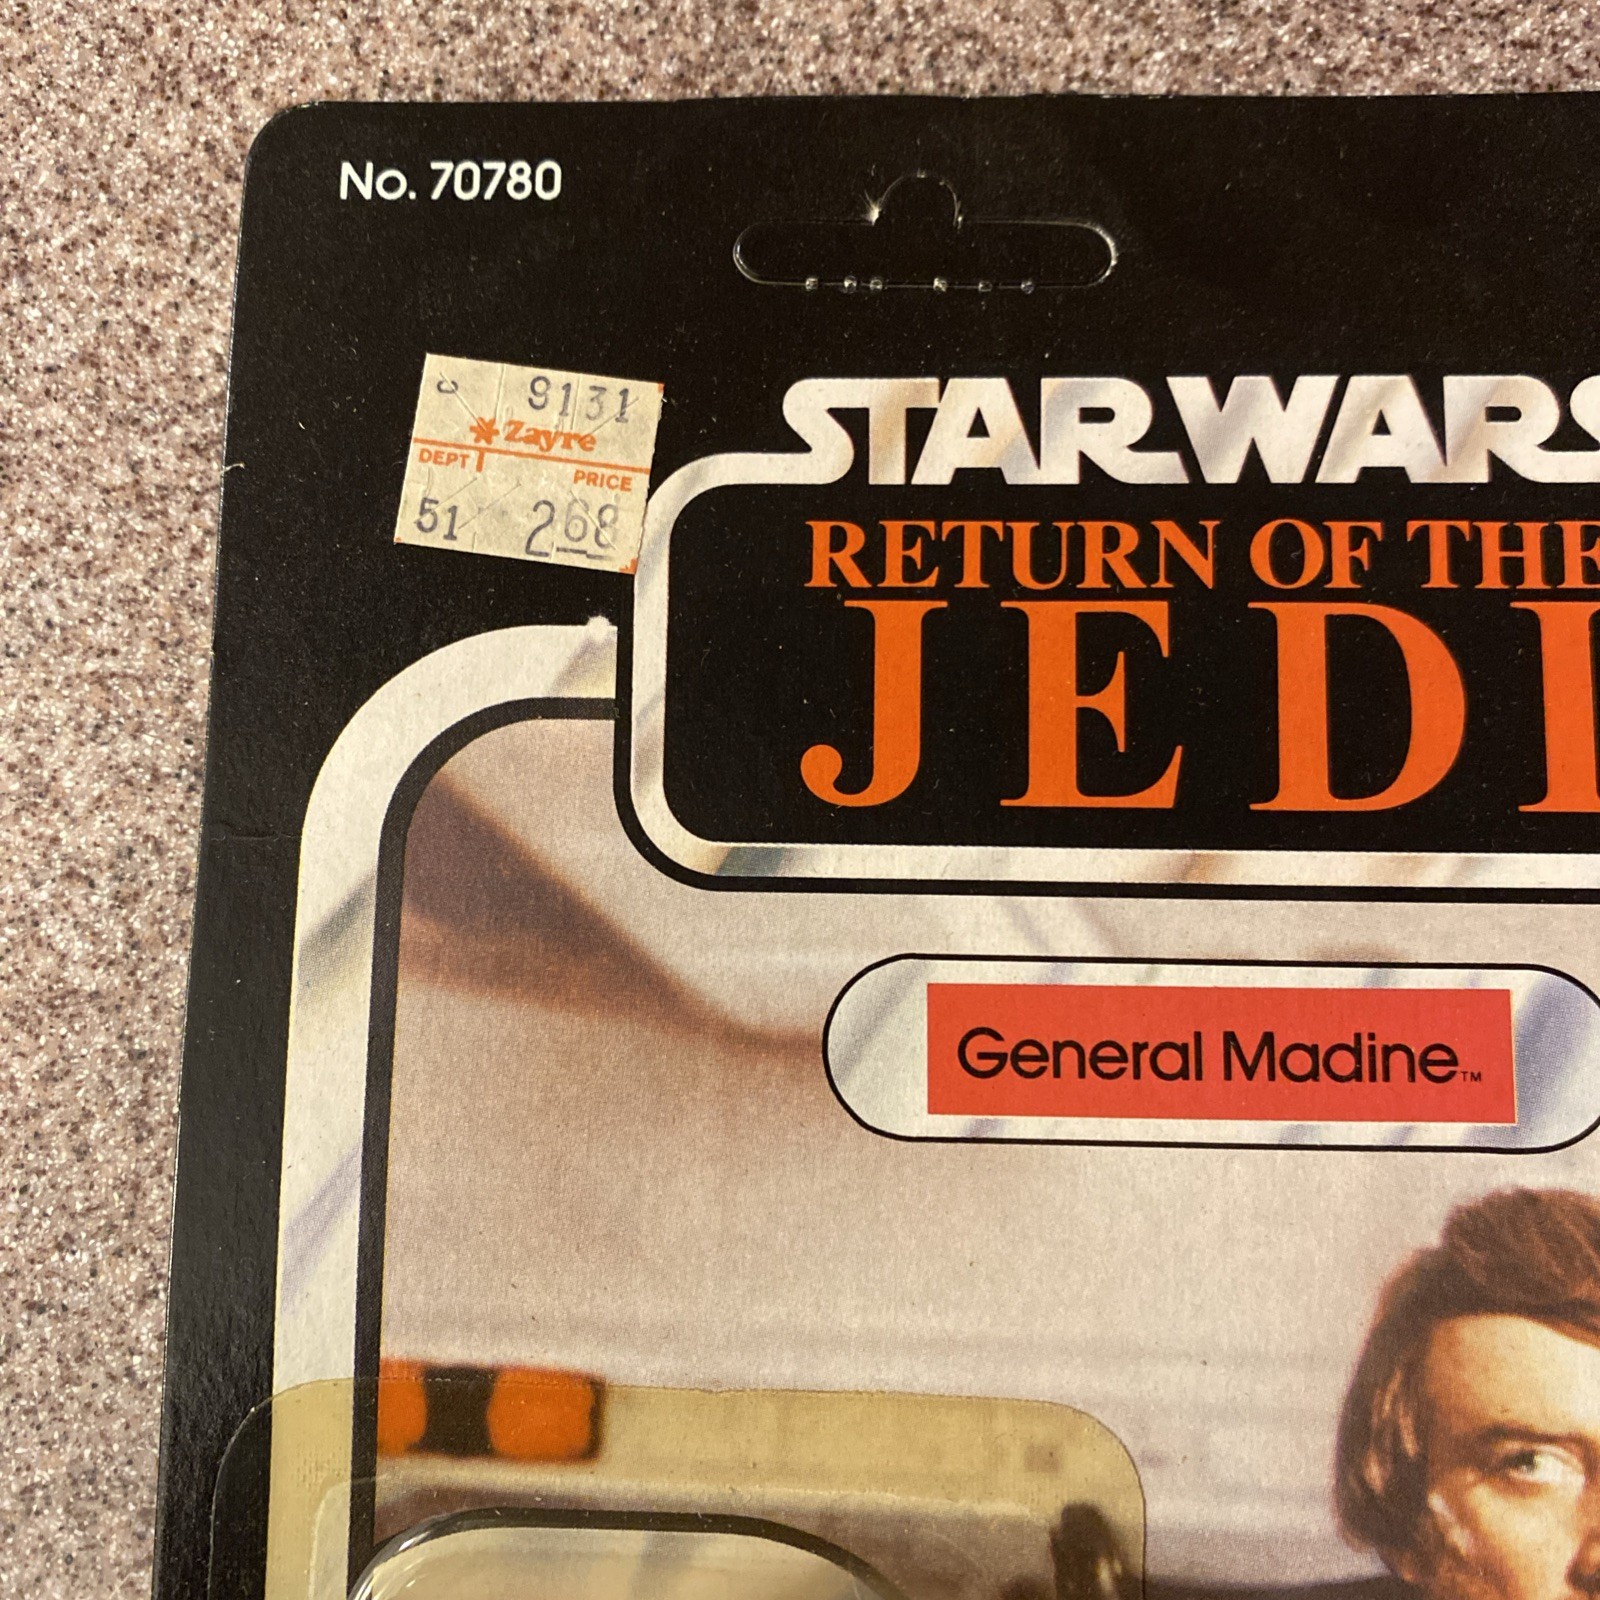 No. 70780
C 9131
Zayre
DEPT PRICE
51 2.68
STAR WARS
RETURN OF THE
JEDI
General Madine™